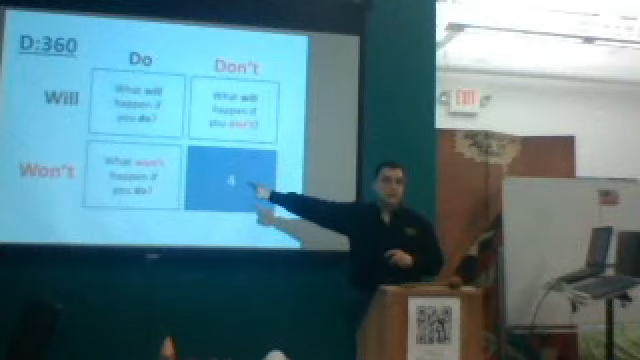 D:360
Do
Don't
Will
What will
happen if
you do?
What will
happen if
you don't?
Won't
What won't
happen if
you do?
4
EXIT